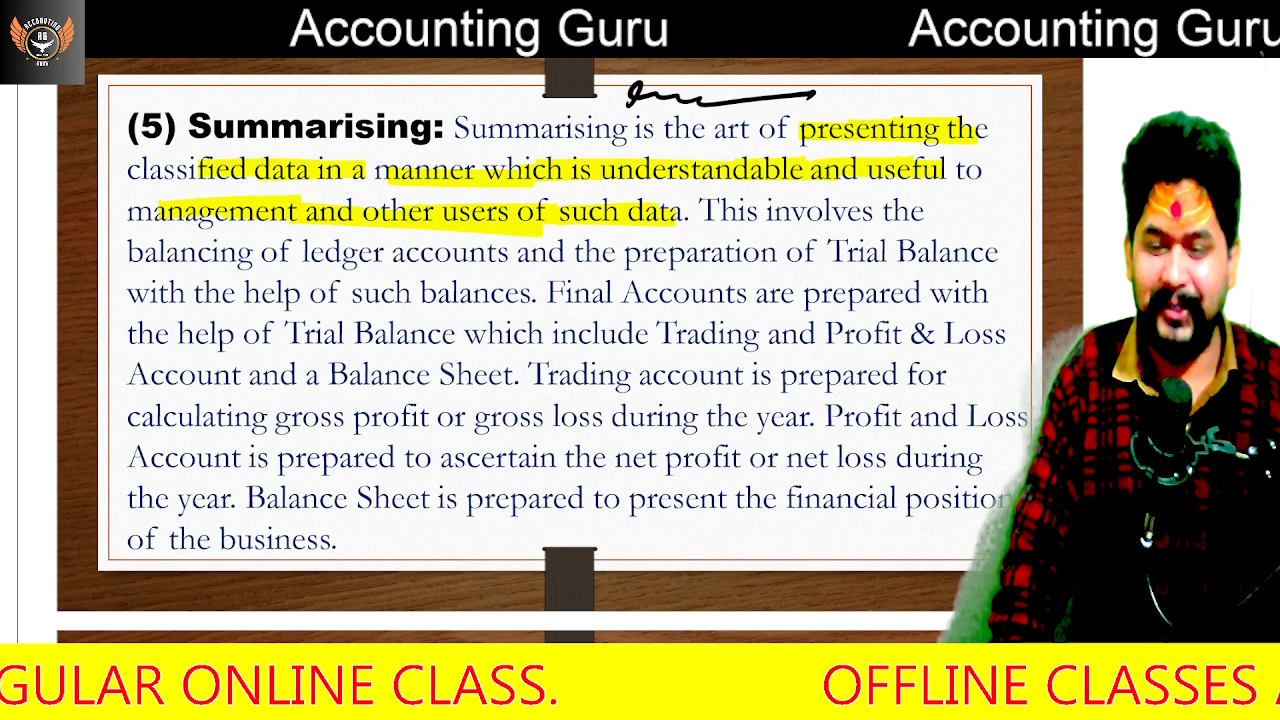 Accounting Guru
Accounting Guru
ACCOUNTING
AG
GURU
(5) Summarising: Summarising is the art of presenting the
classified data in a manner which is understandable and useful to
management and other users of such data. This involves the
balancing of ledger accounts and the preparation of Trial Balance
with the help of such balances. Final Accounts are prepared with
the help of Trial Balance which include Trading and Profit & Loss
Account and a Balance Sheet. Trading account is prepared for
calculating gross profit or gross loss during the year. Profit and Loss
Account is prepared to ascertain the net profit or net loss during
the year. Balance Sheet is prepared to present the financial position
of the business.
GULAR ONLINE CLASS.
OFFLINE CLASSES